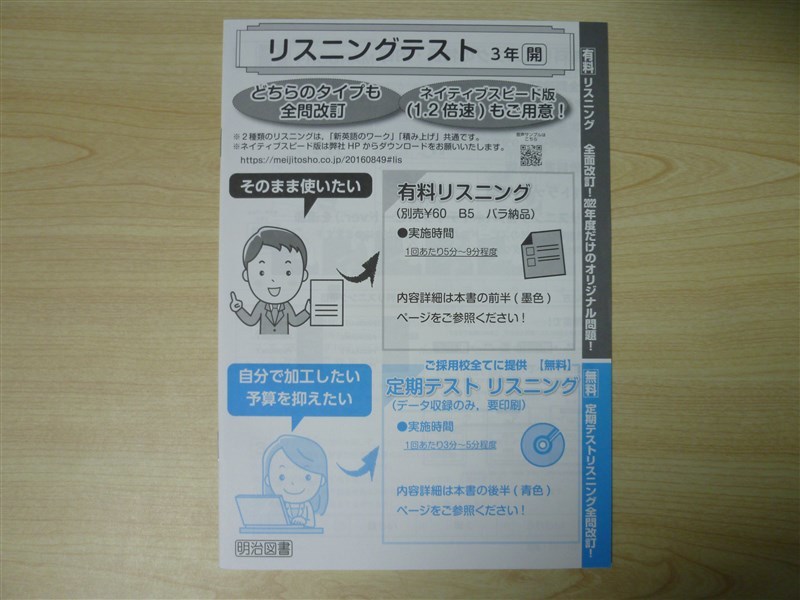 リスニングテスト 3年 開
どちらのタイプも
全問改訂
ネイティブスピード版
(1.2倍速)もご用意!
※2種類のリスニングは、「新英語のワーク」「積み上げ」共通です。
※ネイティブスピード版は弊社HPからダウンロードをお願いいたします。
https://meijitosho.co.jp/20160849#lis
音声サンプルは
こちら
そのまま使いたい
有料リスニング
(別売¥60 B5 バラ納品)
●実施時間
1回あたり5分〜9分程度
内容詳細は本書の前半(墨色)
ページをご参照ください!
自分で加工したい
予算を抑えたい
ご採用校全てに提供 【無料】
定期テスト リスニング
(データ収録のみ,要印刷)
●実施時間
1回あたり3分〜5分程度
内容詳細は本書の後半(青色)
ページをご参照ください!
明治図書
有料 リスニング 全面改訂!2022年度だけのオリジナル問題!
無料 定期テストリスニング全問改訂!